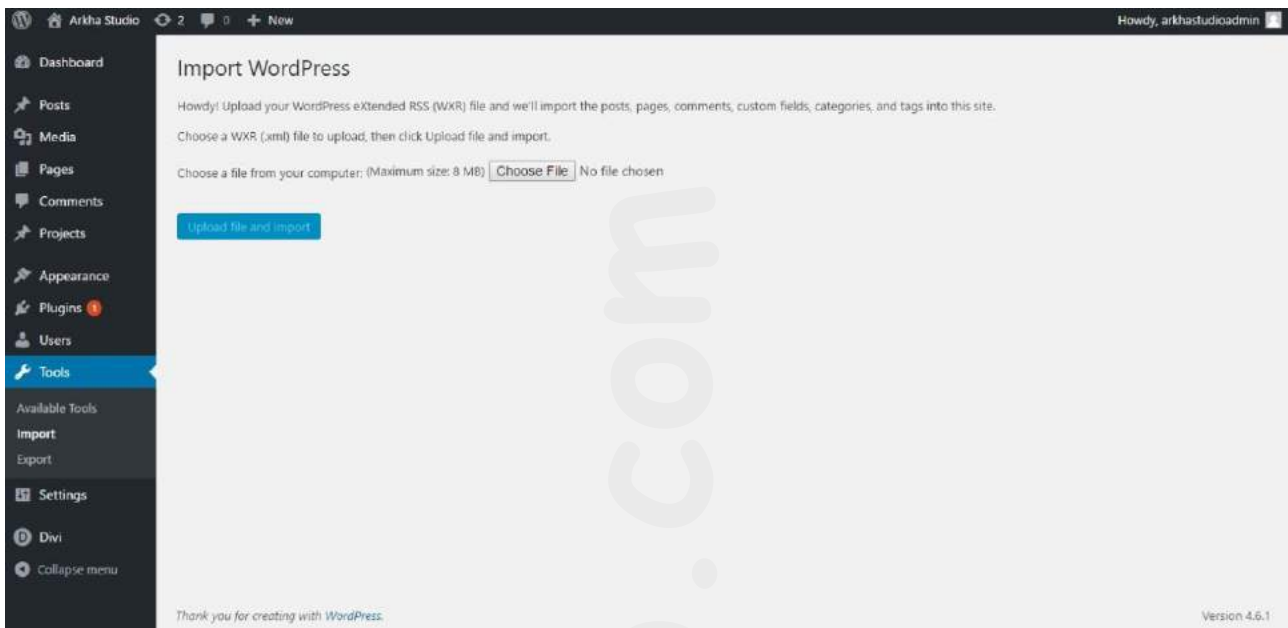 Arkha Studio 2 0 + New Howdy, arkhastudioadmin
Dashboard
Posts
Media
Pages
Comments
Projects
Appearance
Plugins 1
Users
Tools
Available Tools
Import
Export
Settings
Divi
Collapse menu
Import WordPress
Howdy! Upload your WordPress eXtended RSS (WXR) file and we'll import the posts, pages, comments, custom fields, categories, and tags into this site.
Choose a WXR (.xml) file to upload, then click Upload file and import.
Choose a file from your computer: (Maximum size: 8 MB) Choose File No file chosen
Upload file and import
.com
Thank you for creating with WordPress. Version 4.6.1